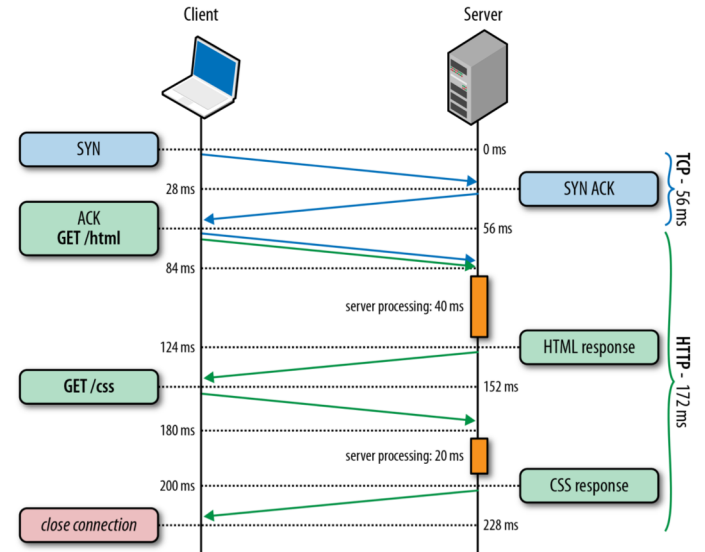 Client
Server
SYN
0 ms
28 ms
SYN ACK
TCP - 56 ms
ACK
GET /html
56 ms
84 ms
server processing: 40 ms
124 ms
HTML response
HTTP - 172 ms
GET /css
152 ms
180 ms
server processing: 20 ms
200 ms
CSS response
close connection
228 ms